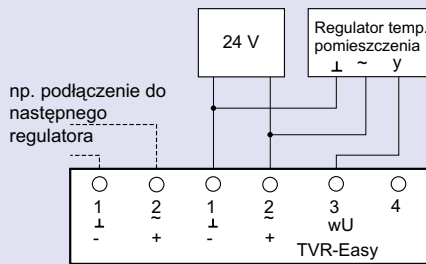 24 V
Regulator temp.
pomieszczenia
⊥ ~ y
np. podłączenie do
następnego
regulatora
1 2 1 2 3 4
⊥ ~ ⊥ ~ wU
- + - +
TVR-Easy